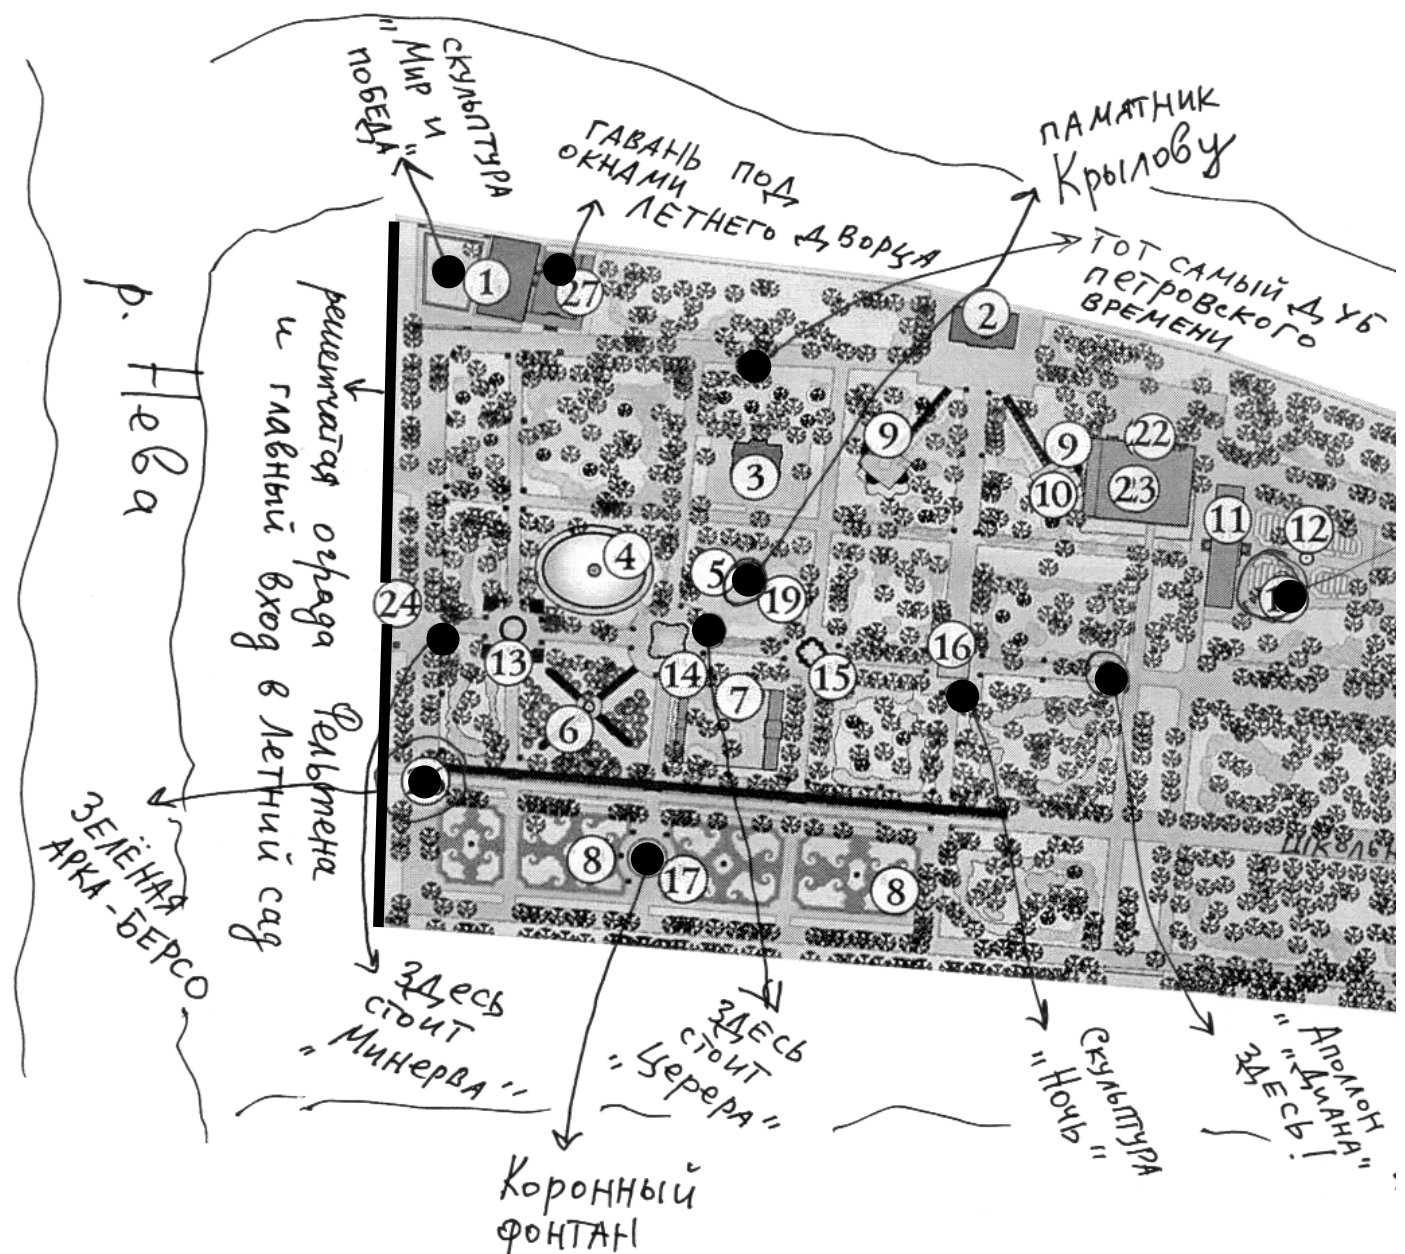 СКУЛЬПТУРА
"Мир и
ПОБЕДА"
ГАВАНЬ ПОД
ОКНАМИ
ЛЕТНЕГО ДВОРЦА
ПАМЯТНИК
Крылову
ТОТ САМЫЙ ДУБ
ПЕТРОВСКОГО
ВРЕМЕНИ
р. Нева
решетчатая ограда Фельтена
и главный вход в Летний сад
1
27
2
9
9
22
3
10
23
11
12
4
5
19
24
13
14
15
16
7
6
8
17
8
ШКОЛЬН
ЗЕЛЁНАЯ
АРКА-БЕРСО
ЗДЕСЬ
СТОИТ
"Минерва"
ЗДЕСЬ
СТОИТ
"Церера"
Скульптура
"Ночь"
"Аполлон
"Диана"
ЗДЕСЬ!
Коронный
ФОНТАН